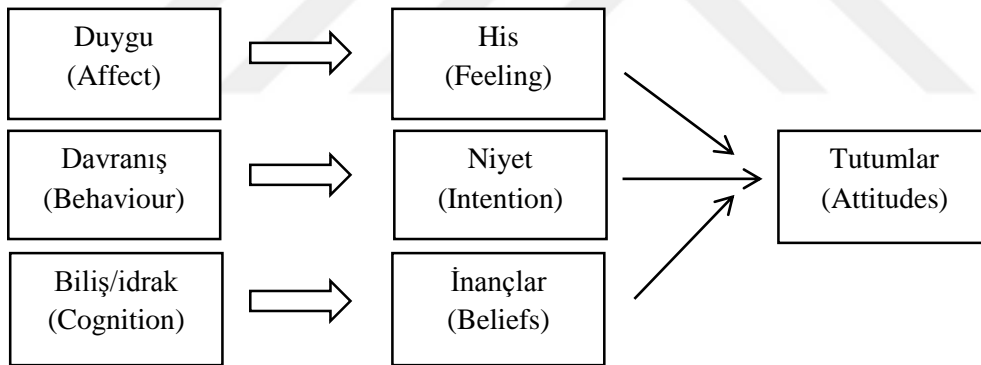 Duygu
(Affect)
His
(Feeling)
Davranış
(Behaviour)
Niyet
(Intention)
Tutumlar
(Attitudes)
Biliş/idrak
(Cognition)
İnançlar
(Beliefs)